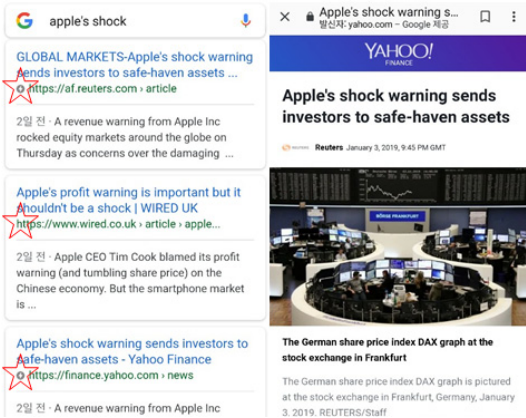 apple's shock
GLOBAL MARKETS-Apple's shock warning
sends investors to safe-haven assets ...
https://af.reuters.com › article
2일 전 · A revenue warning from Apple Inc
rocked equity markets around the globe on
Thursday as concerns over the damaging ...
Apple's profit warning is important but it
shouldn't be a shock | WIRED UK
https://www.wired.co.uk › article › apple...
2일 전 · Apple CEO Tim Cook blamed its profit
warning (and tumbling share price) on the
Chinese economy. But the smartphone market
is ...
Apple's shock warning sends investors to
safe-haven assets - Yahoo Finance
https://finance.yahoo.com › news
2일 전 · A revenue warning from Apple Inc
Apple's shock warning s...
발신자: yahoo.com – Google 제공
YAHOO!
FINANCE
Apple's shock warning sends
investors to safe-haven assets
REUTERS Reuters January 3, 2019, 9:45 PM GMT
BÖRSE FRANKFURT
The German share price index DAX graph at the
stock exchange in Frankfurt
The German share price index DAX graph is pictured
at the stock exchange in Frankfurt, Germany, January
3, 2019. REUTERS/Staff